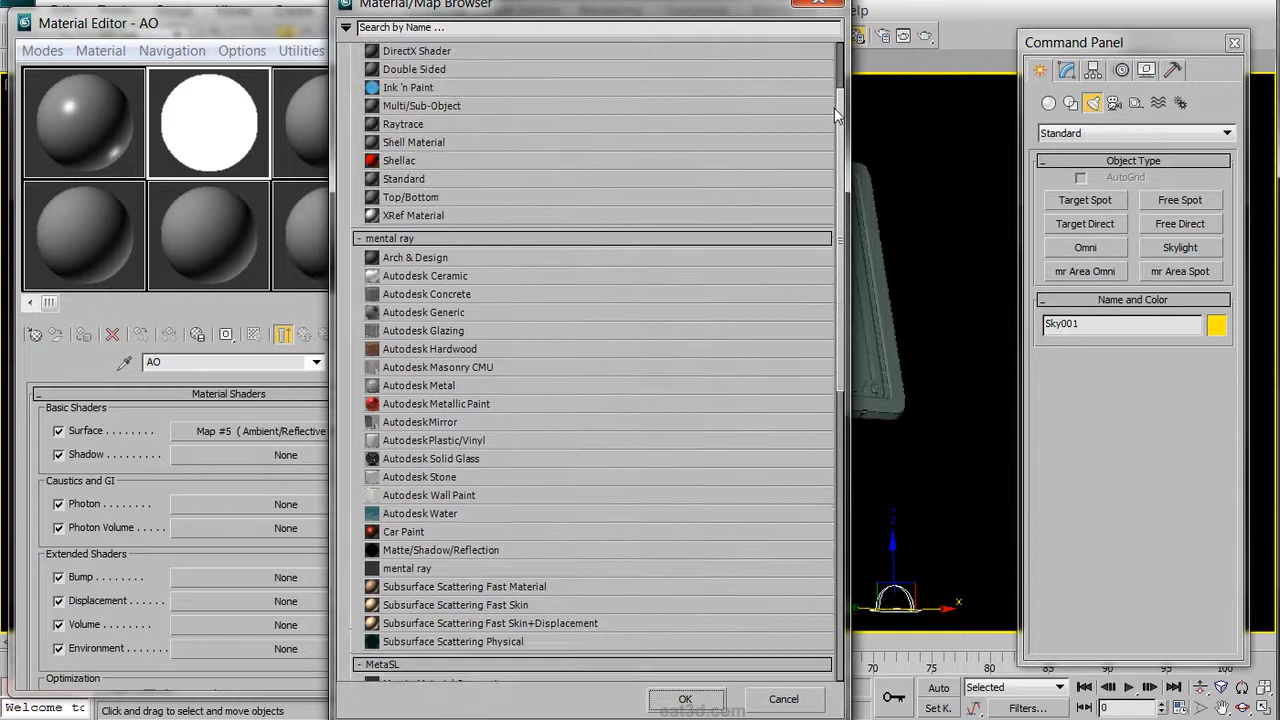 Material Editor - AO
Modes Material Navigation Options Utilities
AO
Material Shaders
Basic Shaders
Surface . . . . . . . . Map #5 ( Ambient/Reflective
Shadow . . . . . . . . . None
Caustics and GI
Photon . . . . . . . . . None
Photon Volume . . . . . None
Extended Shaders
Bump . . . . . . . . . . None
Displacement . . . . . . None
Volume . . . . . . . . . None
Environment . . . . . . None
Optimization
Welcome to
Click and drag to select and move objects
Material/Map Browser
Search by Name ...
DirectX Shader
Double Sided
Ink 'n Paint
Multi/Sub-Object
Raytrace
Shell Material
Shellac
Standard
Top/Bottom
XRef Material
- mental ray
Arch & Design
Autodesk Ceramic
Autodesk Concrete
Autodesk Generic
Autodesk Glazing
Autodesk Hardwood
Autodesk Masonry CMU
Autodesk Metal
Autodesk Metallic Paint
Autodesk Mirror
Autodesk Plastic/Vinyl
Autodesk Solid Glass
Autodesk Stone
Autodesk Wall Paint
Autodesk Water
Car Paint
Matte/Shadow/Reflection
mental ray
Subsurface Scattering Fast Material
Subsurface Scattering Fast Skin
Subsurface Scattering Fast Skin+Displacement
Subsurface Scattering Physical
- MetaSL
OK Cancel
x
Command Panel
Standard
Object Type
AutoGrid
Target Spot Free Spot
Target Direct Free Direct
Omni Skylight
mr Area Omni mr Area Spot
Name and Color
Sky001
70 75 80 85 90 95 100
Auto Selected
Set K. Filters... 0